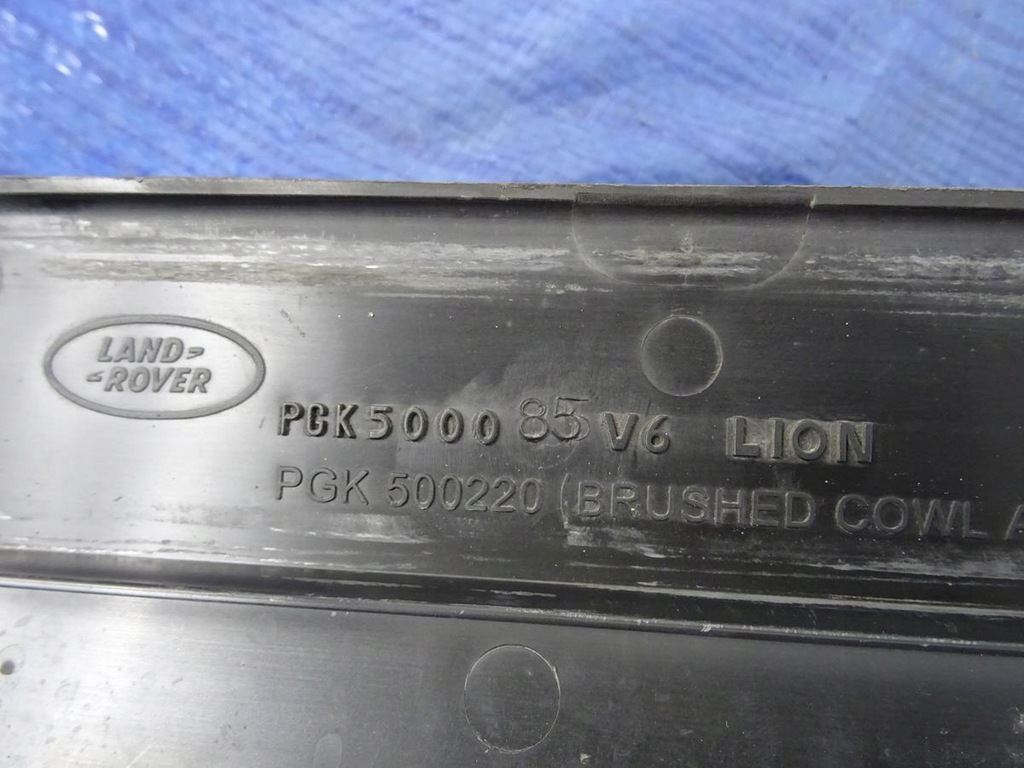 LAND-
-ROVER
PGK500085 V6 LION
PGK 500220 (BRUSHED COWL